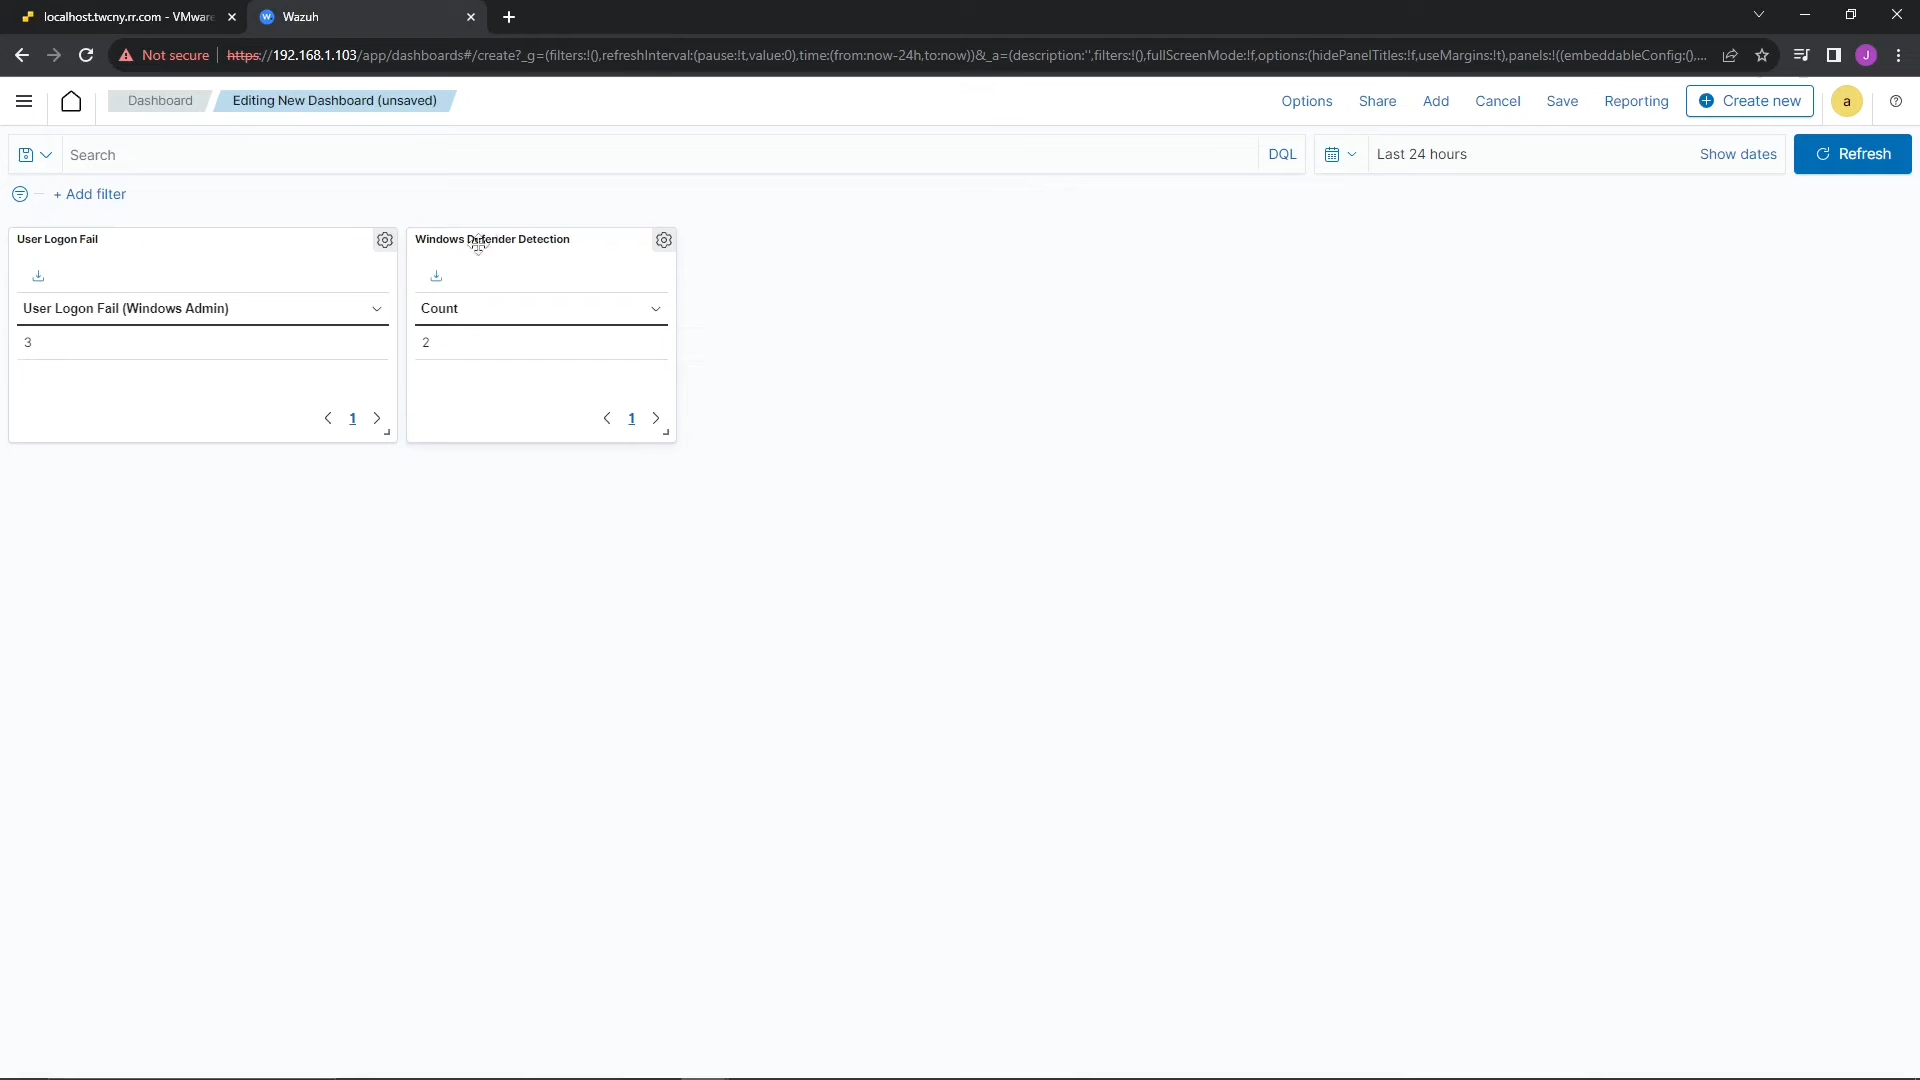 localhost.twcny.rr.com - VMware
Wazuh
Not secure
https://192.168.1.103/app/dashboards#/create?_g=(filters:!(),refreshInterval:(pause:!t,value:0),time:(from:now-24h,to:now))&_a=(description:'',filters:!(),fullScreenMode:!f,options:(hidePanelTitles:!f,useMargins:!t),panels:!((embeddableConfig:(),...
J
Dashboard
Editing New Dashboard (unsaved)
Options
Share
Add
Cancel
Save
Reporting
Create new
a
Search
DQL
Last 24 hours
Show dates
Refresh
+ Add filter
User Logon Fail
Windows Defender Detection
User Logon Fail (Windows Admin)
Count
3
2
1
1